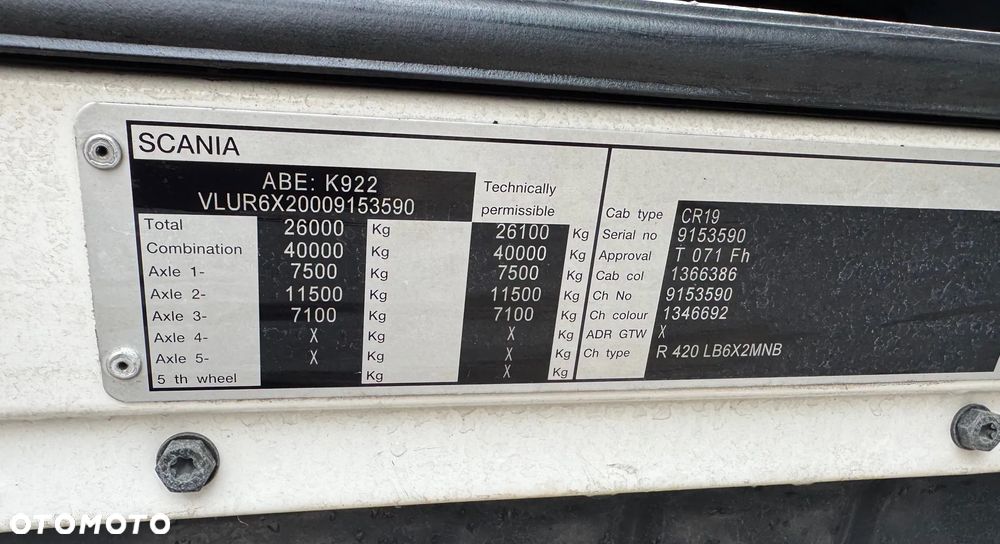 SCANIA
ABE: K922
VLUR6X20009153590
Technically
permissible
Total 26000 Kg 26100 Kg
Combination 40000 Kg 40000 Kg
Axle 1- 7500 Kg 7500 Kg
Axle 2- 11500 Kg 11500 Kg
Axle 3- 7100 Kg 7100 Kg
Axle 4- X Kg X Kg
Axle 5- X Kg X Kg
5 th wheel Kg X Kg
Cab type CR19
Serial no 9153590
Approval T 071 Fh
Cab col 1366386
Ch No 9153590
Ch colour 1346692
ADR GTW X
Ch type R 420 LB6X2MNB
OTOMOTO